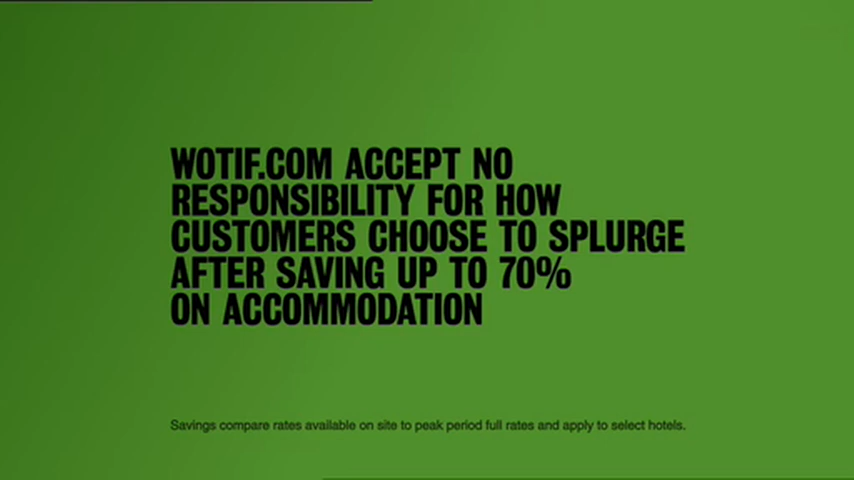 WOTIF.COM ACCEPT NO
RESPONSIBILITY FOR HOW
CUSTOMERS CHOOSE TO SPLURGE
AFTER SAVING UP TO 70%
ON ACCOMMODATION
Savings compare rates available on site to peak period full rates and apply to select hotels.